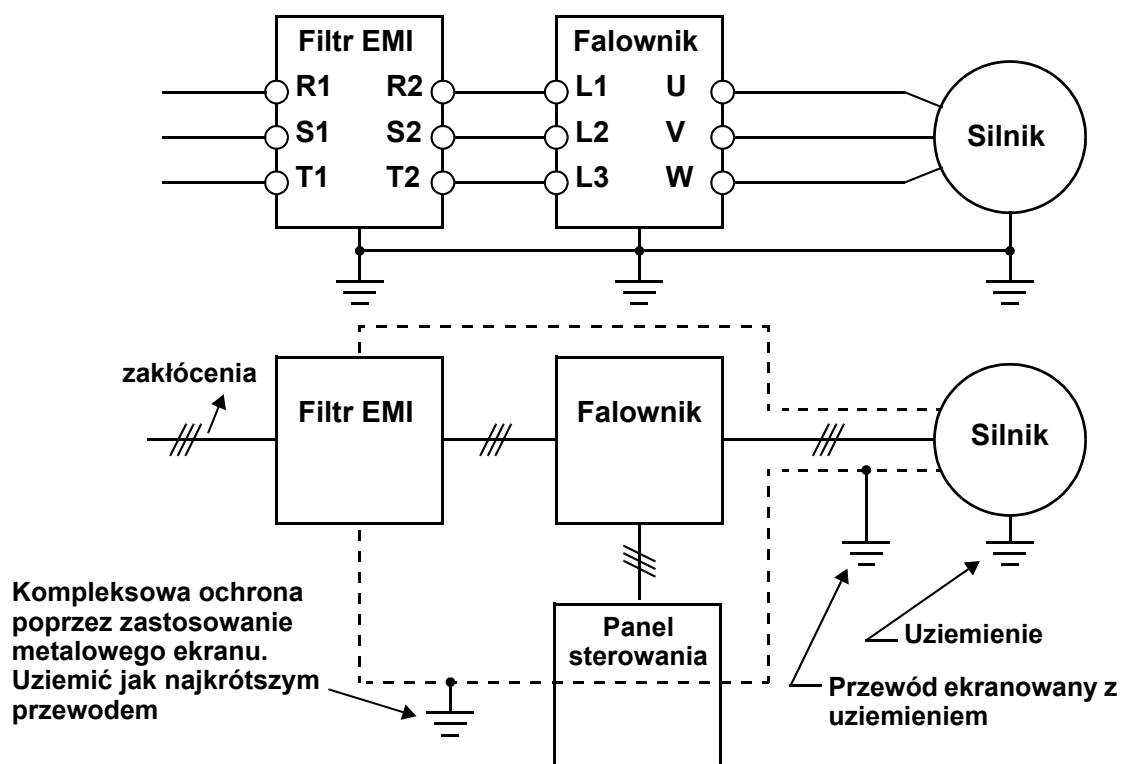 Filtr EMI
Falownik
R1 R2 L1 U
S1 S2 L2 V
T1 T2 L3 W
Silnik
zakłócenia
Filtr EMI
Falownik
Silnik
Kompleksowa ochrona
poprzez zastosowanie
metalowego ekranu.
Uziemić jak najkrótszym
przewodem
Panel
sterowania
Uziemienie
Przewód ekranowany z
uziemieniem